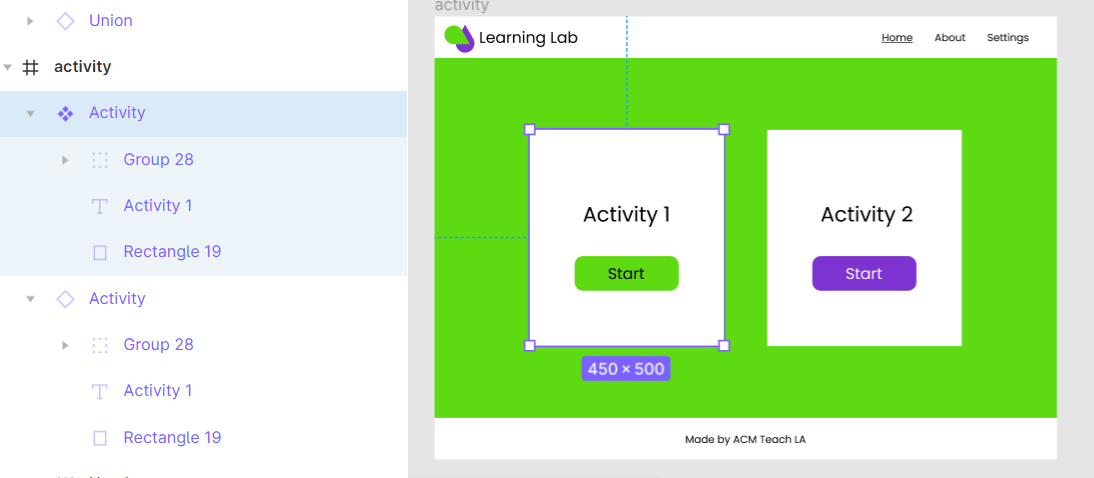 Union
activity
Activity
Group 28
Activity 1
Rectangle 19
Activity
Group 28
Activity 1
Rectangle 19
activity
Learning Lab
Home About Settings
Activity 1
Start
450 × 500
Activity 2
Start
Made by ACM Teach LA